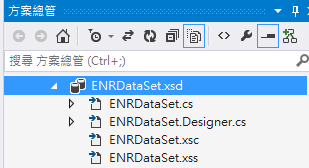 方案總管
搜尋 方案總管 (Ctrl+;)
ENRDataSet.xsd
ENRDataSet.cs
ENRDataSet.Designer.cs
ENRDataSet.xsc
ENRDataSet.xss